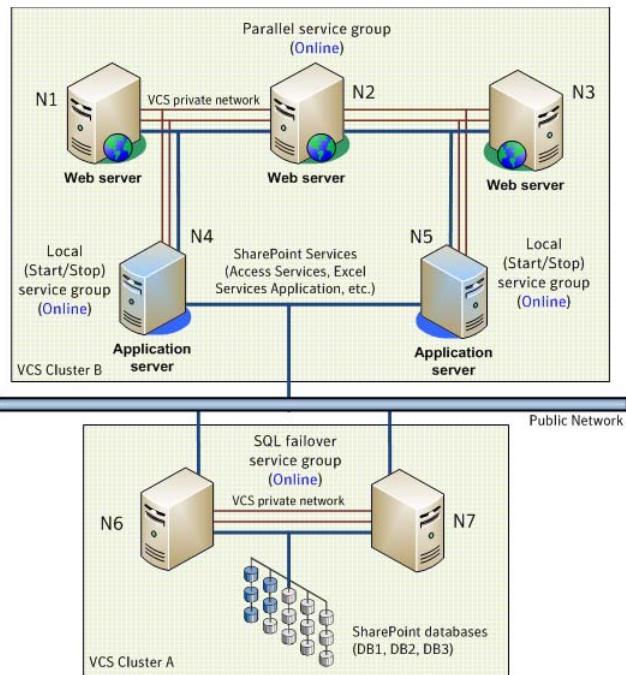 Parallel service group
(Online)
N1
VCS private network
N2
N3
Web server
Web server
Web server
N4
N5
Local
(Start/Stop)
service group
(Online)
SharePoint Services
(Access Services, Excel
Services Application, etc.)
Local
(Start/Stop)
service group
(Online)
Application
server
Application
server
VCS Cluster B
Public Network
SQL failover
service group
(Online)
VCS private network
N6
N7
SharePoint databases
(DB1, DB2, DB3)
VCS Cluster A